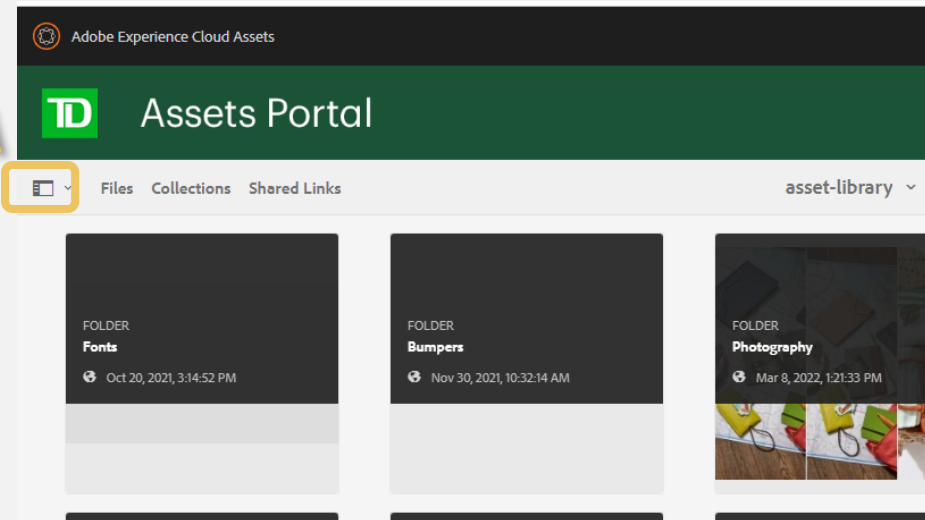 Adobe Experience Cloud Assets
TD Assets Portal
Files Collections Shared Links asset-library
FOLDER
Fonts
Oct 20, 2021, 3:14:52 PM
FOLDER
Bumpers
Nov 30, 2021, 10:32:14 AM
FOLDER
Photography
Mar 8, 2022, 1:21:33 PM